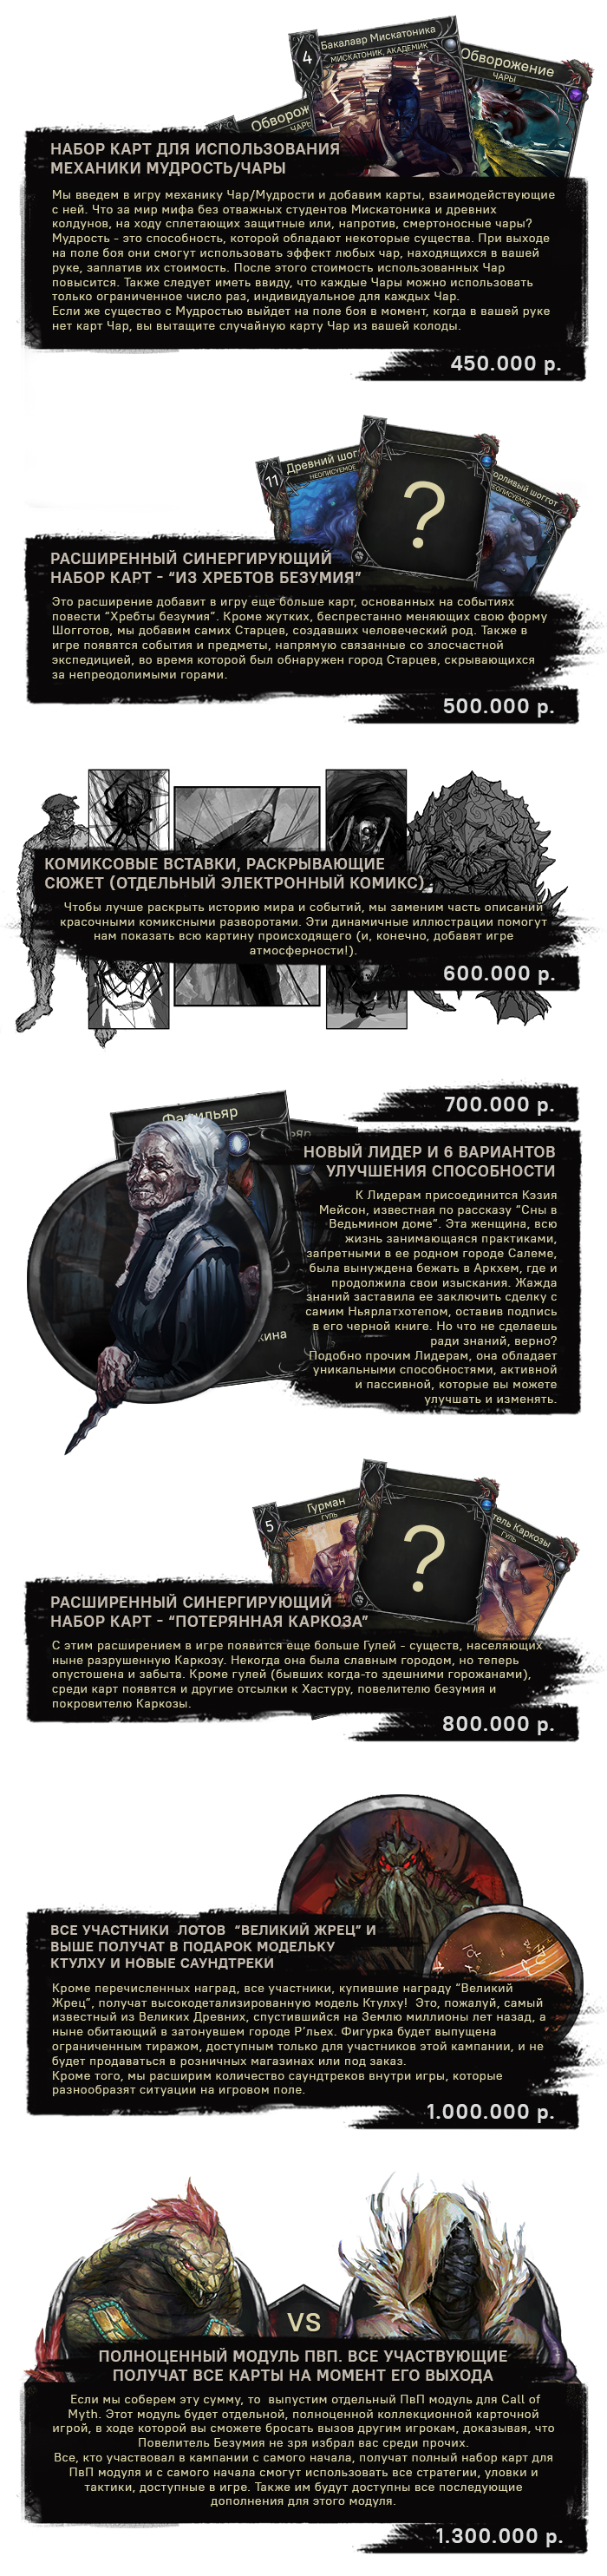 4
Бакалавр Мискатоника
МИСКАТОНИК, АКАДЕМИК
Обворожение
ЧАРЫ
НАБОР КАРТ ДЛЯ ИСПОЛЬЗОВАНИЯ
МЕХАНИКИ МУДРОСТЬ/ЧАРЫ
Мы введем в игру механику Чар/Мудрости и добавим карты, взаимодействующие
с ней. Что за мир мифа без отважных студентов Мискатоника и древних
колдунов, на ходу сплетающих защитные или, напротив, смертоносные чары?
Мудрость - это способность, которой обладают некоторые существа. При выходе
на поле боя они смогут использовать эффект любых чар, находящихся в вашей
руке, заплатив их стоимость. После этого стоимость использованных Чар
повысится. Также следует иметь ввиду, что каждые Чары можно использовать
только ограниченное число раз, индивидуальное для каждых Чар.
Если же существо с Мудростью выйдет на поле боя в момент, когда в вашей руке
нет карт Чар, вы вытащите случайную карту Чар из вашей колоды.
450.000 р.
11
Древний шог
НЕОПИСУЕМОЕ
?
орливый шоггот
НЕОПИСУЕМОЕ
РАСШИРЕННЫЙ СИНЕРГИРУЮЩИЙ
НАБОР КАРТ - “ИЗ ХРЕБТОВ БЕЗУМИЯ”
Это расширение добавит в игру еще больше карт, основанных на событиях
повести “Хребты безумия”. Кроме жутких, беспрестанно меняющих свою форму
Шогготов, мы добавим самих Старцев, создавших человеческий род. Также в
игре появятся события и предметы, напрямую связанные со злосчастной
экспедицией, во время которой был обнаружен город Старцев, скрывающихся
за непреодолимыми горами.
500.000 р.
КОМИКСОВЫЕ ВСТАВКИ, РАСКРЫВАЮЩИЕ
СЮЖЕТ (ОТДЕЛЬНЫЙ ЭЛЕКТРОННЫЙ КОМИКС)
Чтобы лучше раскрыть историю мира и событий, мы заменим часть описаний
красочными комиксными разворотами. Эти динамичные иллюстрации помогут
нам показать всю картину происходящего (и, конечно, добавят игре
атмосферности!).
600.000 р.
700.000 р.
НОВЫЙ ЛИДЕР И 6 ВАРИАНТОВ
УЛУЧШЕНИЯ СПОСОБНОСТИ
К Лидерам присоединится Кэзия
Мейсон, известная по рассказу “Сны в
Ведьмином доме”. Эта женщина, всю
жизнь занимающаяся практиками,
запретными в ее родном городе Салеме,
была вынуждена бежать в Аркхем, где и
продолжила свои изыскания. Жажда
знаний заставила ее заключить сделку с
самим Ньярлатхотепом, оставив подпись
в его черной книге. Но что не сделаешь
ради знаний, верно?
Подобно прочим Лидерам, она обладает
уникальными способностями, активной
и пассивной, которые вы можете
улучшать и изменять.
5
Гурман
ГУЛЬ
?
тель Каркозы
ГУЛЬ
РАСШИРЕННЫЙ СИНЕРГИРУЮЩИЙ
НАБОР КАРТ - “ПОТЕРЯННАЯ КАРКОЗА”
С этим расширением в игре появится еще больше Гулей - существ, населяющих
ныне разрушенную Каркозу. Некогда она была славным городом, но теперь
опустошена и забыта. Кроме гулей (бывших когда-то здешними горожанами),
среди карт появятся и другие отсылки к Хастуру, повелителю безумия и
покровителю Каркозы.
800.000 р.
ВСЕ УЧАСТНИКИ ЛОТОВ “ВЕЛИКИЙ ЖРЕЦ” И
ВЫШЕ ПОЛУЧАТ В ПОДАРОК МОДЕЛЬКУ
КТУЛХУ И НОВЫЕ САУНДТРЕКИ
Кроме перечисленных наград, все участники, купившие награду “Великий
Жрец”, получат высокодетализированную модель Ктулху! Это, пожалуй, самый
известный из Великих Древних, спустившийся на Землю миллионы лет назад, а
ныне обитающий в затонувшем городе Р’льех. Фигурка будет выпущена
ограниченным тиражом, доступным только для участников этой кампании, и не
будет продаваться в розничных магазинах или под заказ.
Кроме того, мы расширим количество саундтреков внутри игры, которые
разнообразят ситуации на игровом поле.
1.000.000 р.
VS
ПОЛНОЦЕННЫЙ МОДУЛЬ ПВП. ВСЕ УЧАСТВУЮЩИЕ
ПОЛУЧАТ ВСЕ КАРТЫ НА МОМЕНТ ЕГО ВЫХОДА
Если мы соберем эту сумму, то выпустим отдельный ПвП модуль для Call of
Myth. Этот модуль будет отдельной, полноценной коллекционной карточной
игрой, в ходе которой вы сможете бросать вызов другим игрокам, доказывая, что
Повелитель Безумия не зря избрал вас среди прочих.
Все, кто участвовал в кампании с самого начала, получат полный набор карт для
ПвП модуля и с самого начала смогут использовать все стратегии, уловки и
тактики, доступные в игре. Также им будут доступны все последующие
дополнения для этого модуля.
1.300.000 р.